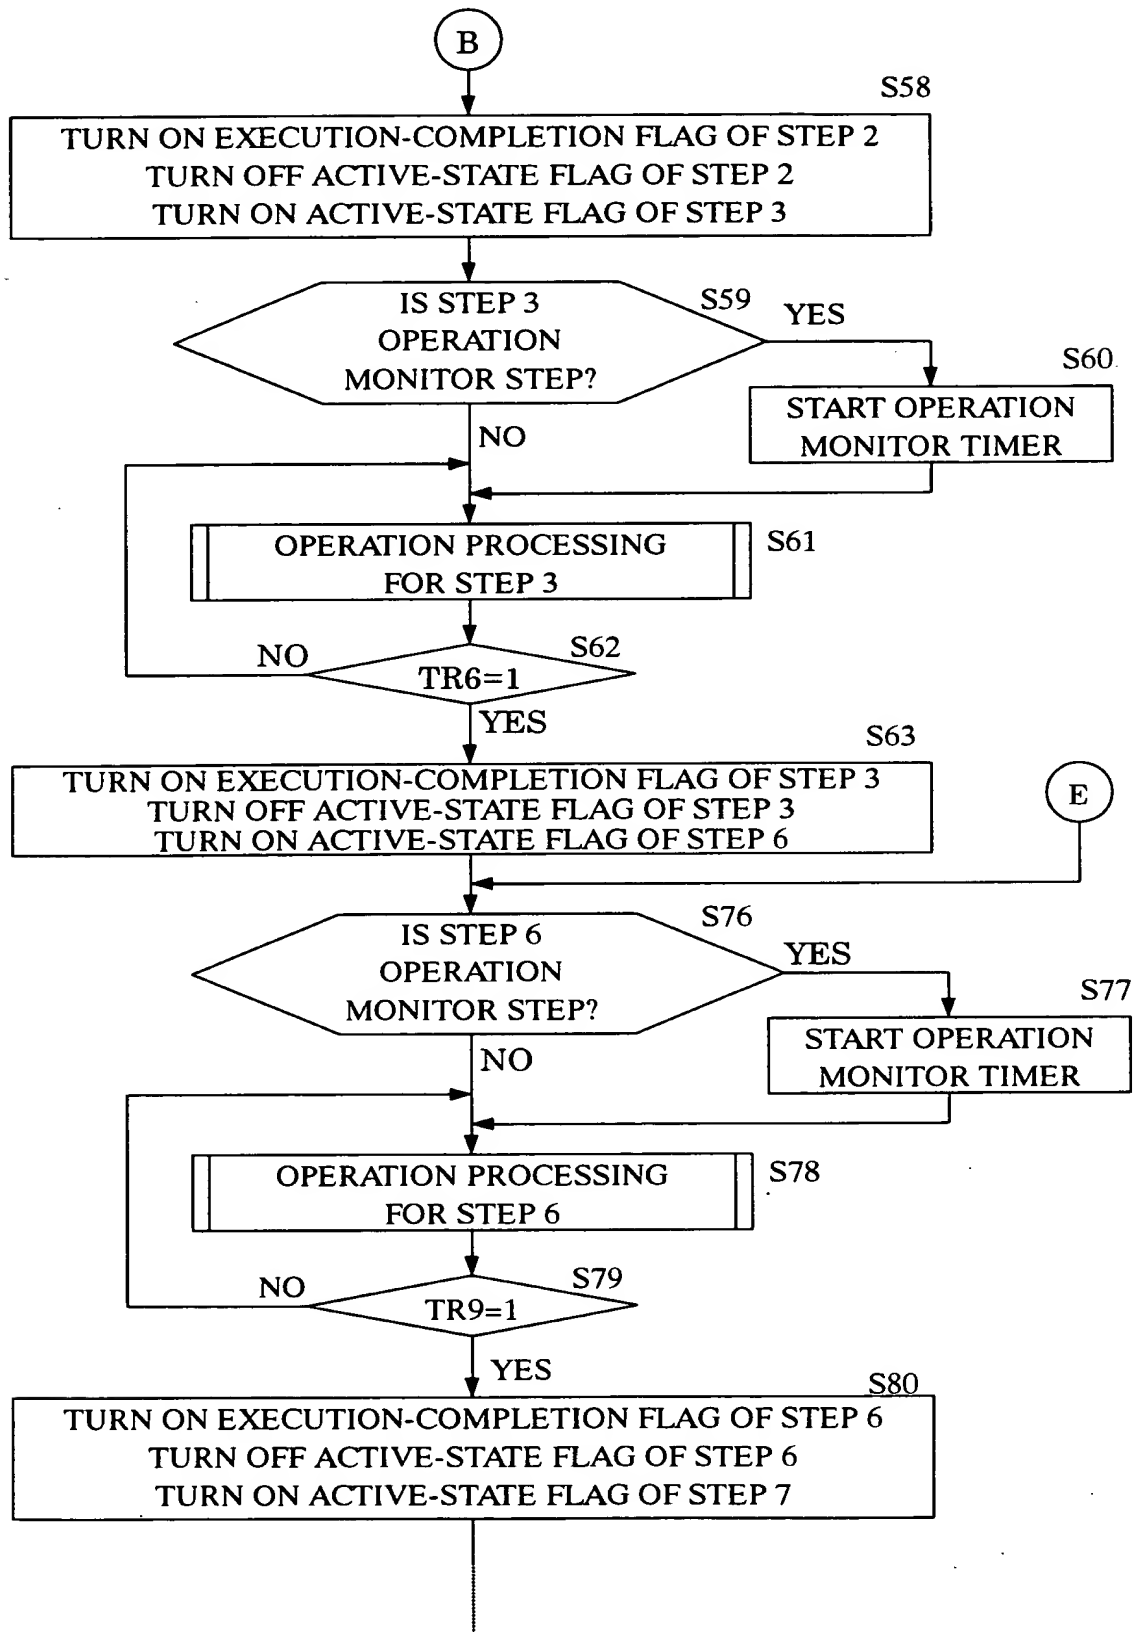 B
S58
TURN ON EXECUTION-COMPLETION FLAG OF STEP 2
TURN OFF ACTIVE-STATE FLAG OF STEP 2
TURN ON ACTIVE-STATE FLAG OF STEP 3
IS STEP 3
OPERATION
MONITOR STEP?
S59
YES
S60
START OPERATION
MONITOR TIMER
NO
OPERATION PROCESSING
FOR STEP 3
S61
NO
S62
TR6=1
YES
S63
TURN ON EXECUTION-COMPLETION FLAG OF STEP 3
TURN OFF ACTIVE-STATE FLAG OF STEP 3
TURN ON ACTIVE-STATE FLAG OF STEP 6
E
IS STEP 6
OPERATION
MONITOR STEP?
S76
YES
S77
START OPERATION
MONITOR TIMER
NO
OPERATION PROCESSING
FOR STEP 6
S78
NO
S79
TR9=1
YES
S80
TURN ON EXECUTION-COMPLETION FLAG OF STEP 6
TURN OFF ACTIVE-STATE FLAG OF STEP 6
TURN ON ACTIVE-STATE FLAG OF STEP 7